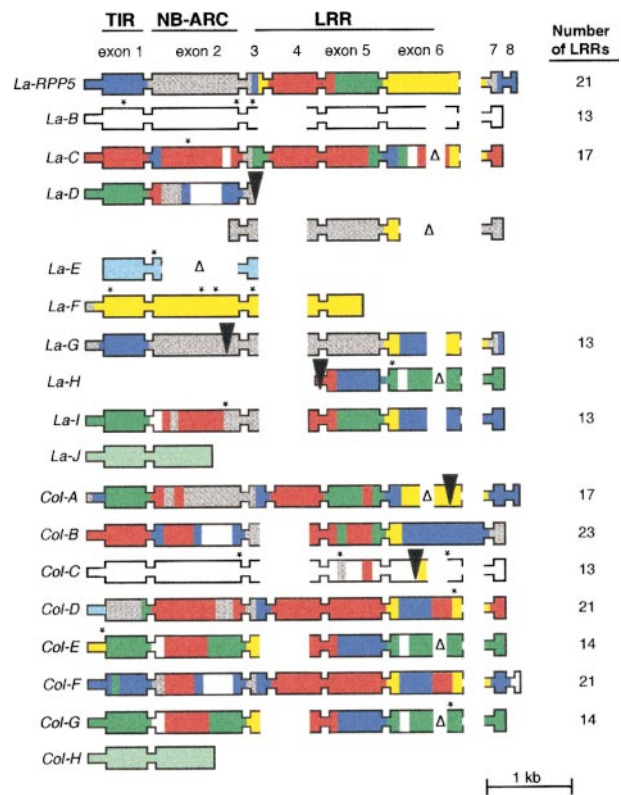 TIR NB-ARC LRR Number of LRRs
exon 1 exon 2 3 4 exon 5 exon 6 7 8
La-RPP5 21
* * *
La-B 13
*
La-C Δ 17
La-D
Δ
*
La-E Δ
* * * *
La-F
La-G 13
*
La-H Δ
*
La-I 13
La-J
Col-A Δ 17
Col-B 23
* * *
Col-C 13
*
Col-D 21
*
Col-E Δ 14
Col-F 21
*
Col-G Δ 14
Col-H
1 kb